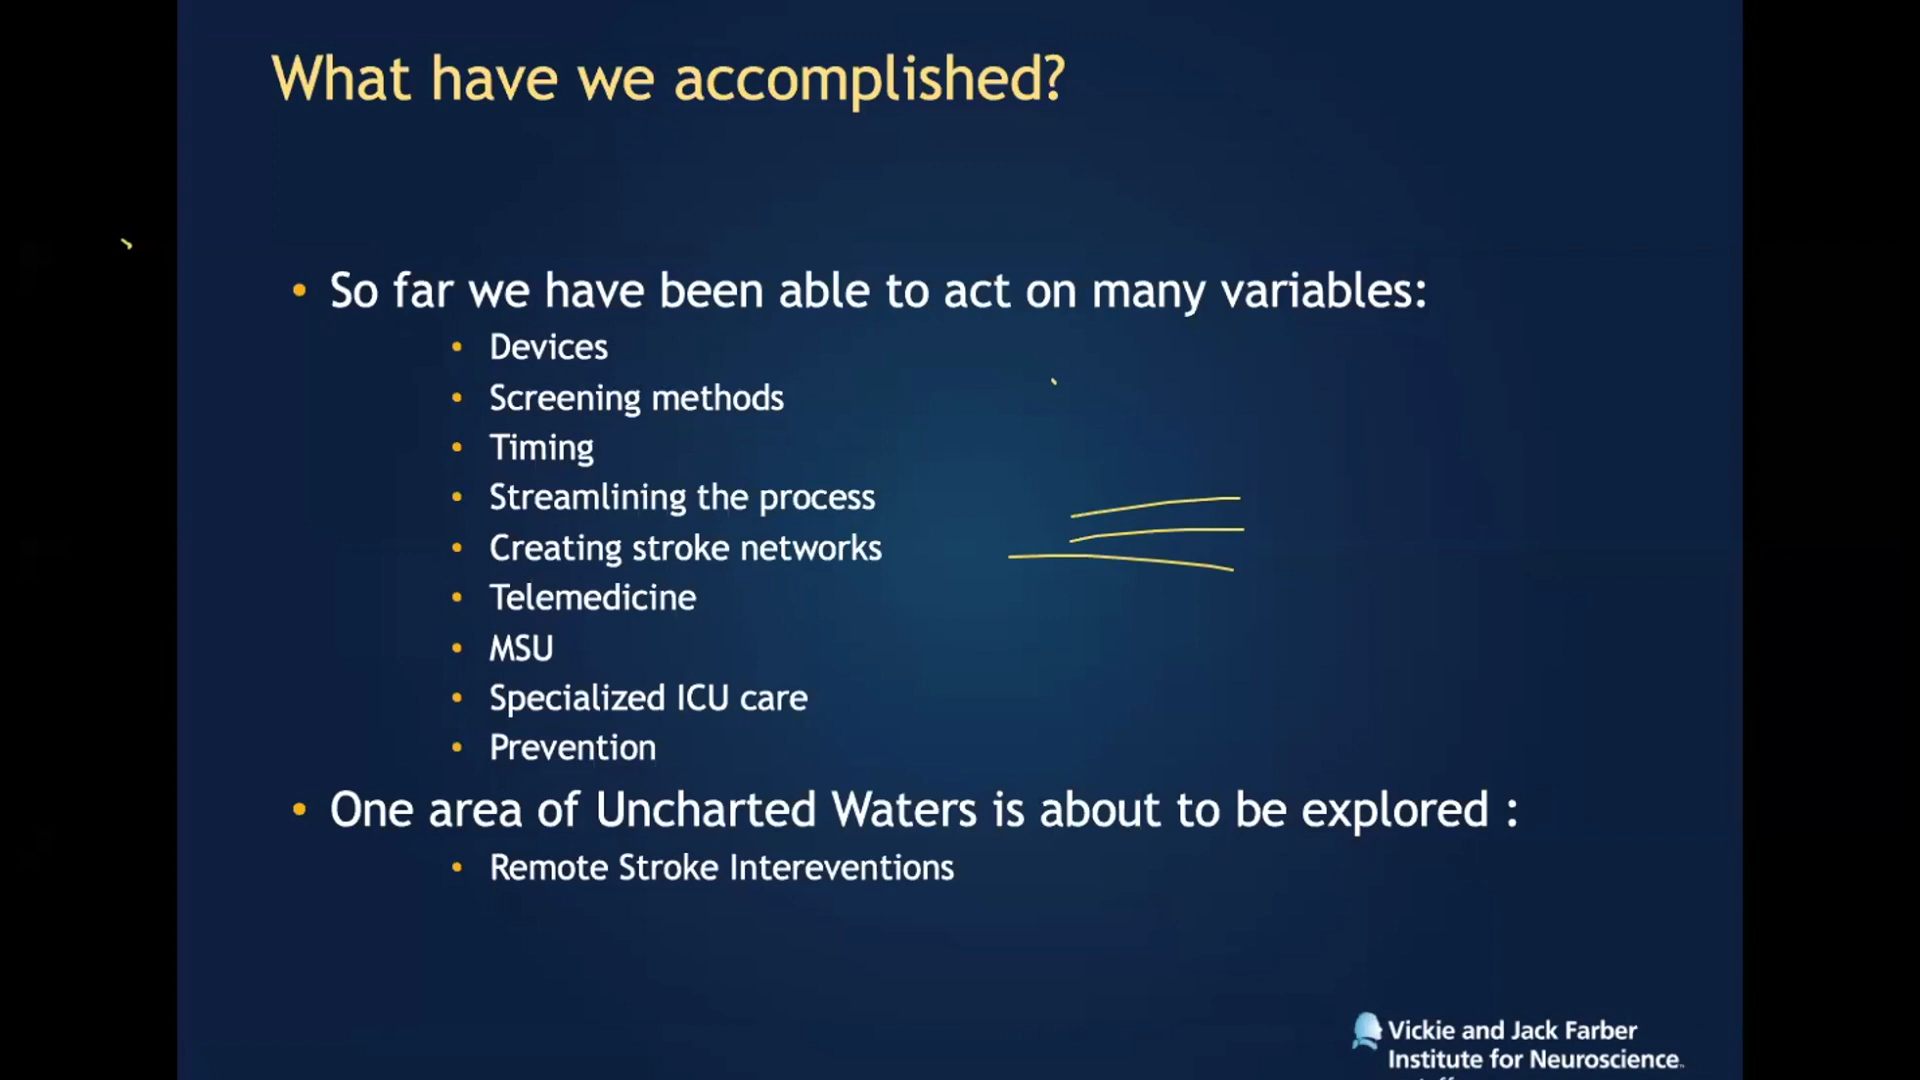 What have we accomplished?
• So far we have been able to act on many variables:
• Devices
• Screening methods
• Timing
• Streamlining the process
• Creating stroke networks
• Telemedicine
• MSU
• Specialized ICU care
• Prevention
• One area of Uncharted Waters is about to be explored :
• Remote Stroke Intereventions
Vickie and Jack Farber
Institute for Neuroscience™